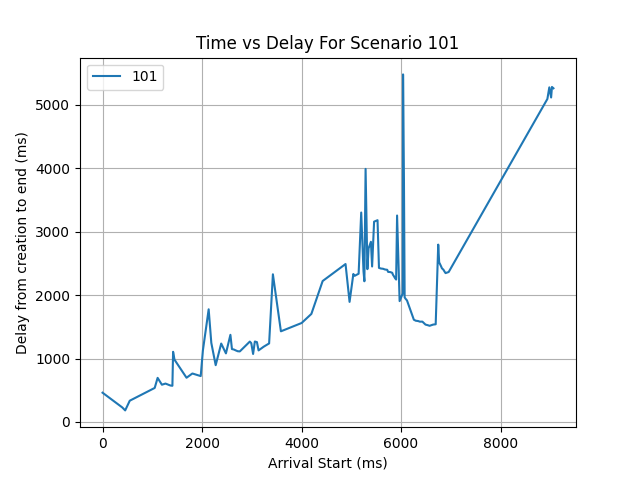 Time vs Delay For Scenario 101
101
Delay from creation to end (ms)
5000
4000
3000
2000
1000
0
0 2000 4000 6000 8000
Arrival Start (ms)